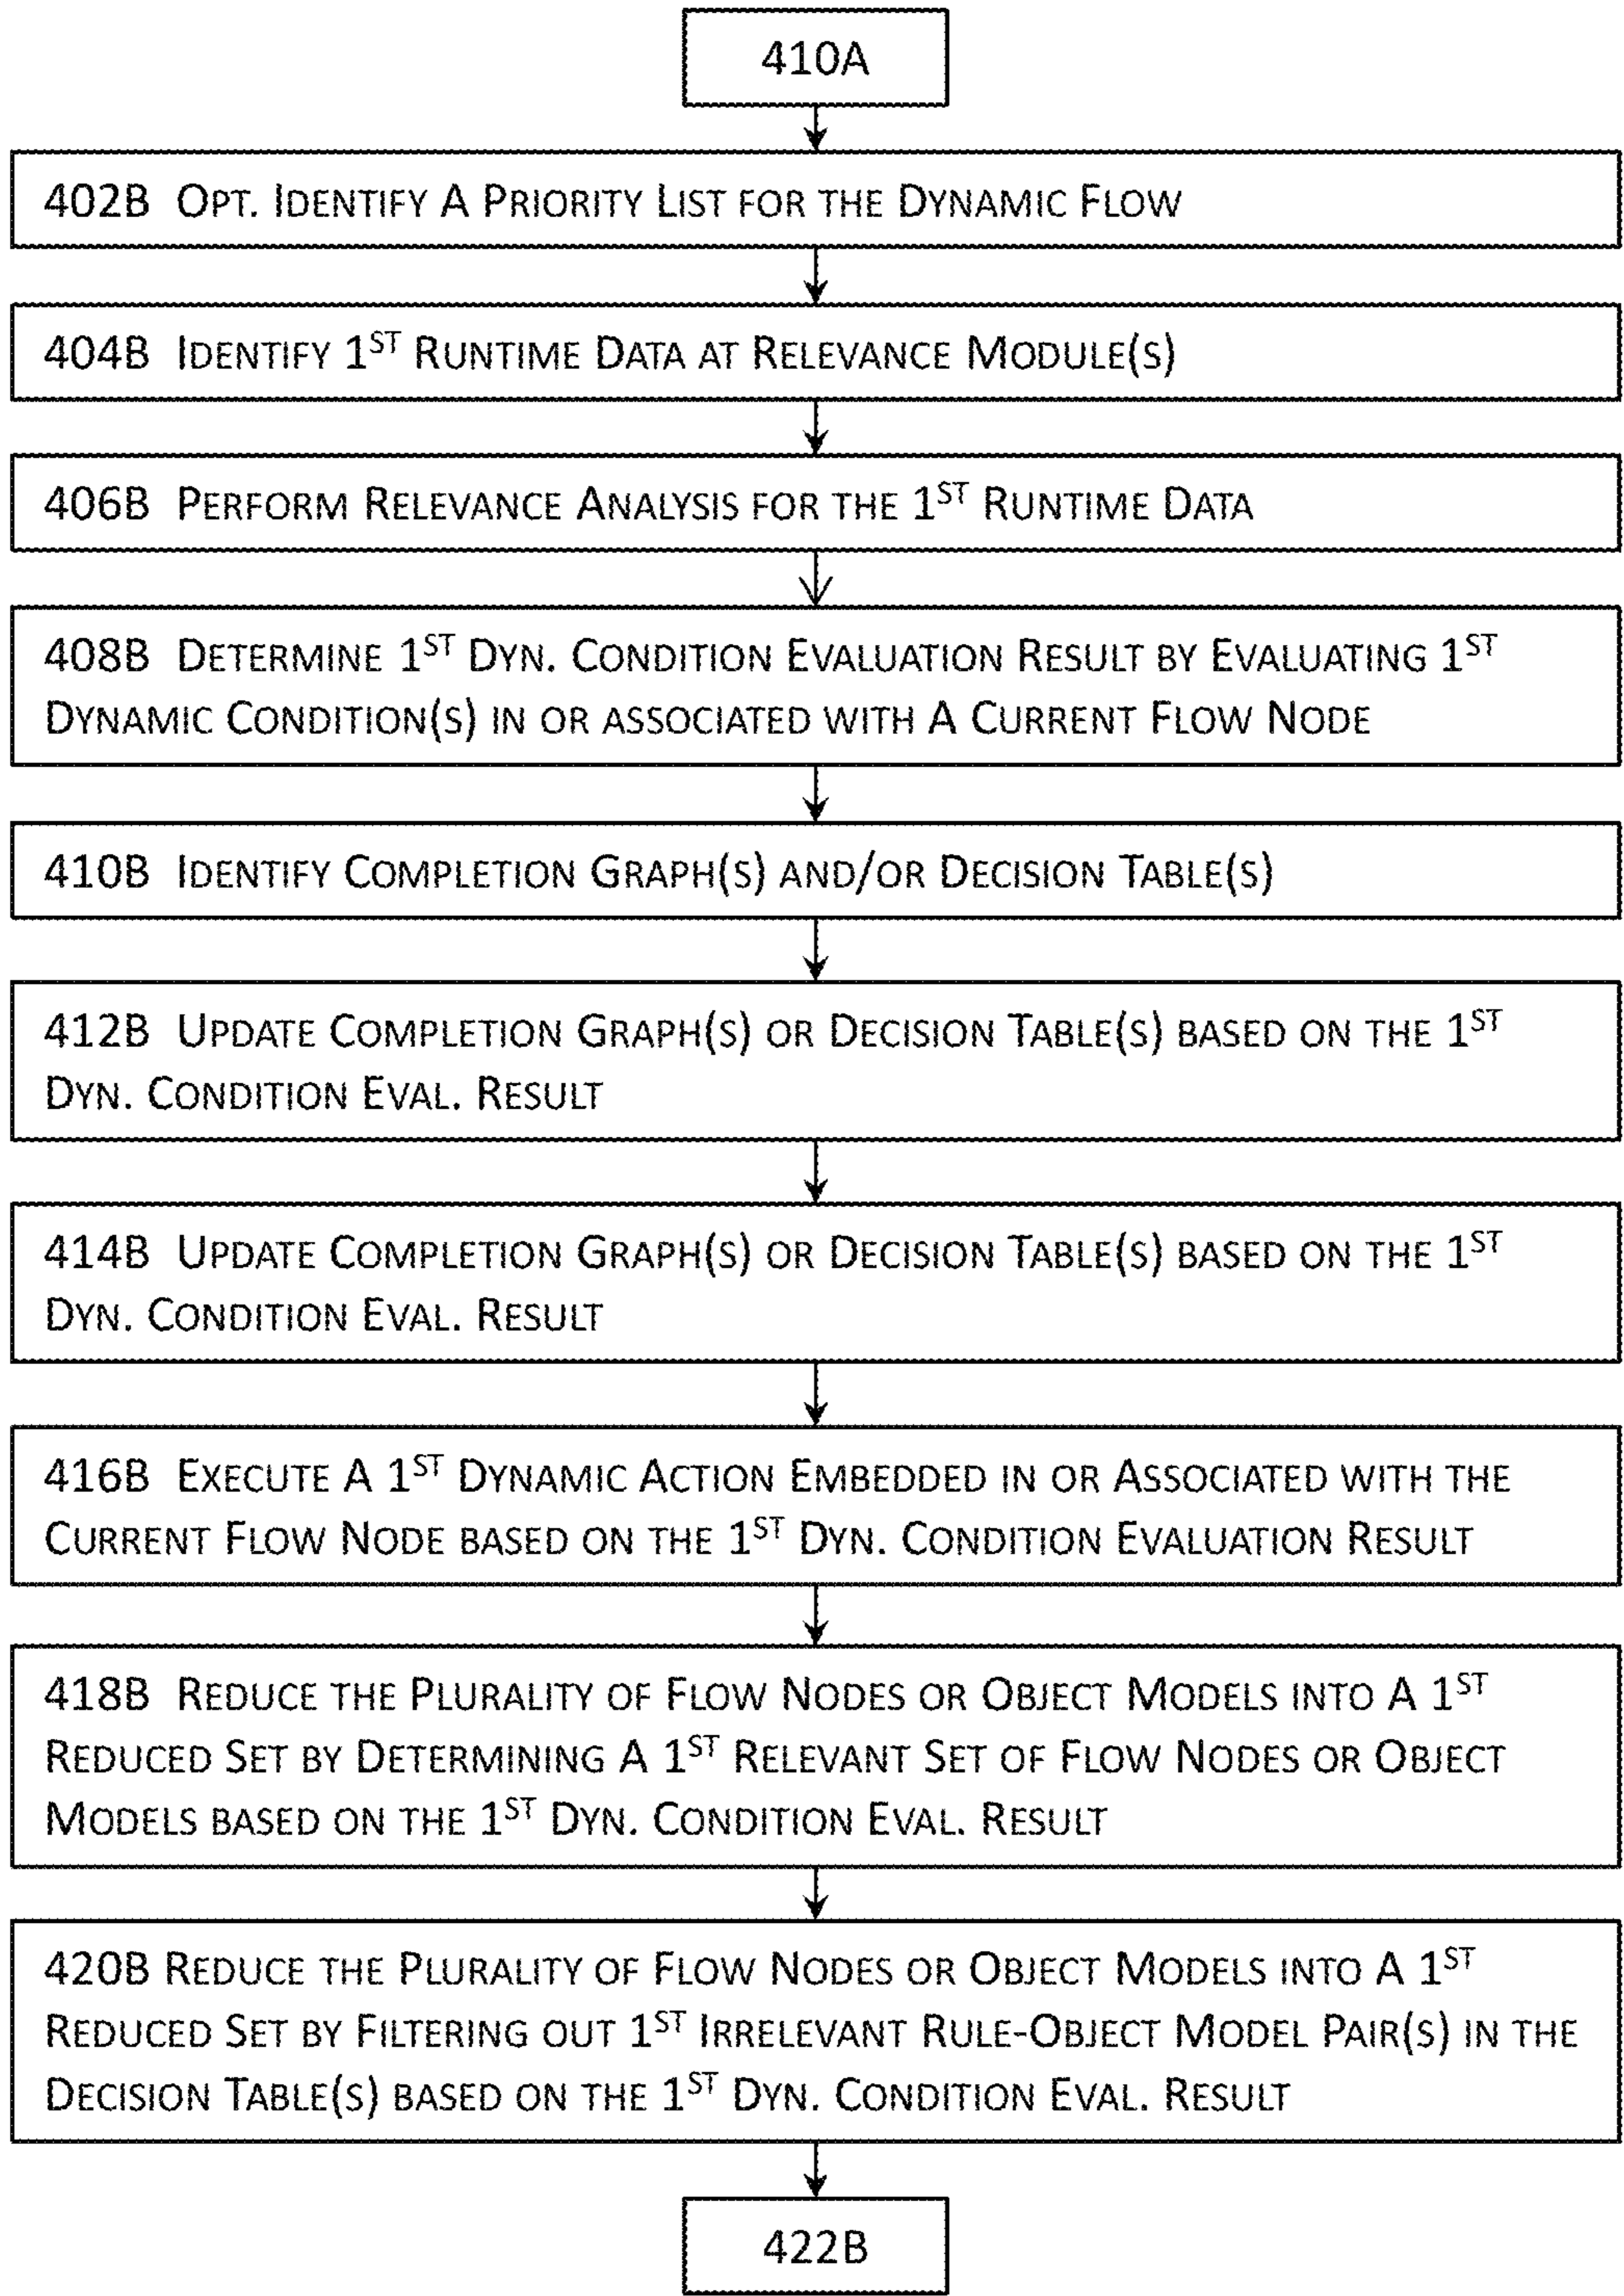 410A
402B Opt. Identify A Priority List for the Dynamic Flow
404B Identify 1ST Runtime Data at Relevance Module(s)
406B Perform Relevance Analysis for the 1ST Runtime Data
408B Determine 1ST Dyn. Condition Evaluation Result by Evaluating 1ST
Dynamic Condition(s) in or associated with A Current Flow Node
410B Identify Completion Graph(s) and/or Decision Table(s)
412B Update Completion Graph(s) or Decision Table(s) based on the 1ST
Dyn. Condition Eval. Result
414B Update Completion Graph(s) or Decision Table(s) based on the 1ST
Dyn. Condition Eval. Result
416B Execute A 1ST Dynamic Action Embedded in or Associated with the
Current Flow Node based on the 1ST Dyn. Condition Evaluation Result
418B Reduce the Plurality of Flow Nodes or Object Models into A 1ST
Reduced Set by Determining A 1ST Relevant Set of Flow Nodes or Object
Models based on the 1ST Dyn. Condition Eval. Result
420B Reduce the Plurality of Flow Nodes or Object Models into A 1ST
Reduced Set by Filtering out 1ST Irrelevant Rule-Object Model Pair(s) in the
Decision Table(s) based on the 1ST Dyn. Condition Eval. Result
422B